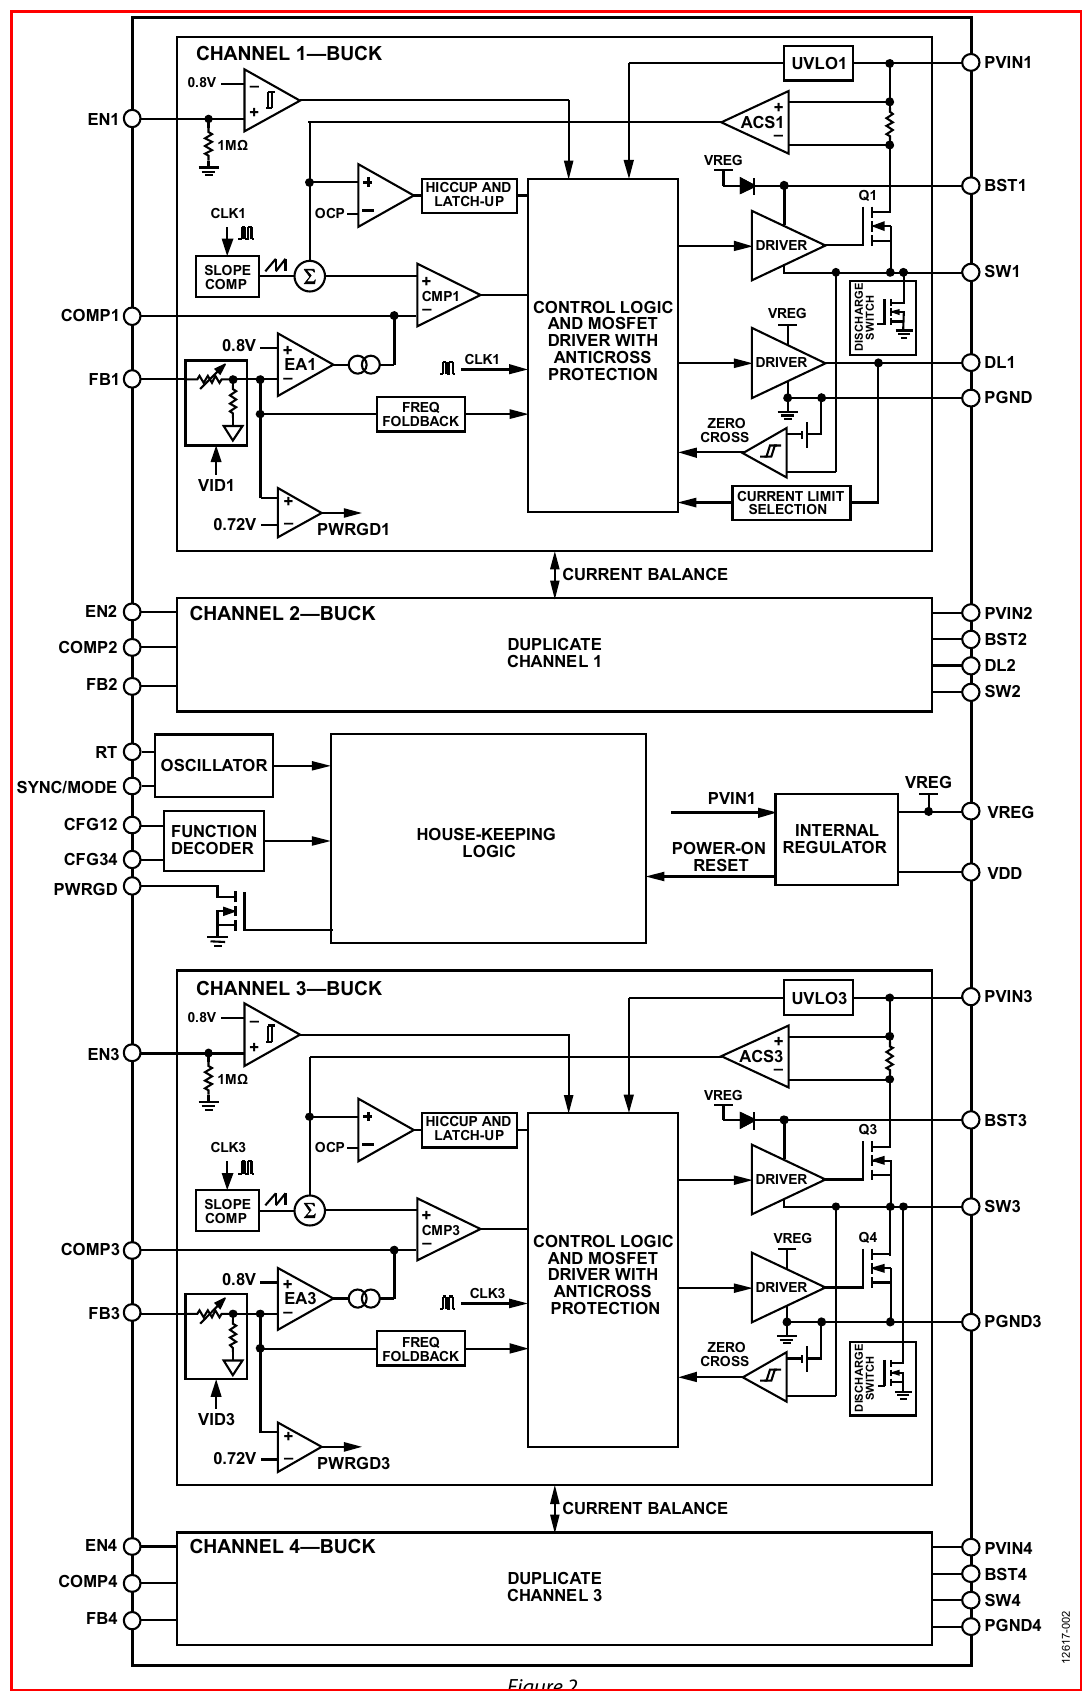 CHANNEL 1—BUCK
UVLO1
PVIN1
0.8V
–
+
EN1
1MΩ
+
ACS1
–
VREG
BST1
+
OCP
–
HICCUP AND
LATCH-UP
Q1
CLK1
DRIVER
SLOPE
COMP
Σ
+
CMP1
–
SW1
CONTROL LOGIC
AND MOSFET
DRIVER WITH
ANTICROSS
PROTECTION
DISCHARGE
SWITCH
COMP1
VREG
0.8V
+
EA1
–
CLK1
DRIVER
DL1
FB1
PGND
FREQ
FOLDBACK
ZERO
CROSS
VID1
CURRENT LIMIT
SELECTION
+
0.72V
–
PWRGD1
CURRENT BALANCE
EN2
CHANNEL 2—BUCK
PVIN2
COMP2
DUPLICATE
CHANNEL 1
BST2
DL2
FB2
SW2
RT
OSCILLATOR
SYNC/MODE
VREG
PVIN1
CFG12
FUNCTION
DECODER
HOUSE-KEEPING
LOGIC
INTERNAL
REGULATOR
VREG
CFG34
POWER-ON
RESET
VDD
PWRGD
CHANNEL 3—BUCK
UVLO3
PVIN3
0.8V
–
+
EN3
1MΩ
+
ACS3
–
VREG
BST3
+
OCP
–
HICCUP AND
LATCH-UP
Q3
CLK3
DRIVER
SLOPE
COMP
Σ
+
CMP3
–
SW3
CONTROL LOGIC
AND MOSFET
DRIVER WITH
ANTICROSS
PROTECTION
COMP3
VREG
Q4
0.8V
+
EA3
–
CLK3
DRIVER
FB3
PGND3
FREQ
FOLDBACK
ZERO
CROSS
DISCHARGE
SWITCH
VID3
+
0.72V
–
PWRGD3
CURRENT BALANCE
EN4
CHANNEL 4—BUCK
PVIN4
COMP4
DUPLICATE
CHANNEL 3
BST4
SW4
FB4
PGND4
12617-002
Figure 2